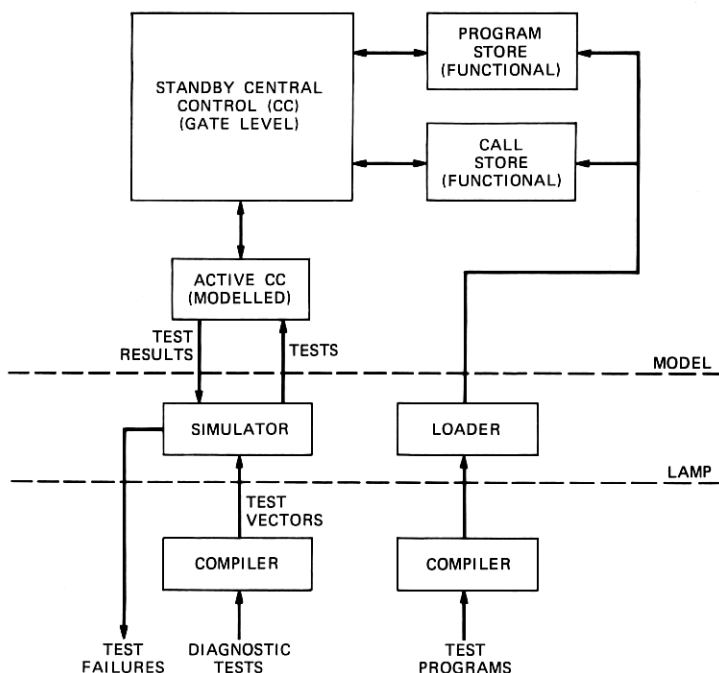 STANDBY CENTRAL
CONTROL (CC)
(GATE LEVEL)
PROGRAM
STORE
(FUNCTIONAL)
CALL
STORE
(FUNCTIONAL)
ACTIVE CC
(MODELLED)
TEST
RESULTS
TESTS
MODEL
SIMULATOR
LOADER
LAMP
TEST
VECTORS
COMPILER
COMPILER
TEST
FAILURES
DIAGNOSTIC
TESTS
TEST
PROGRAMS